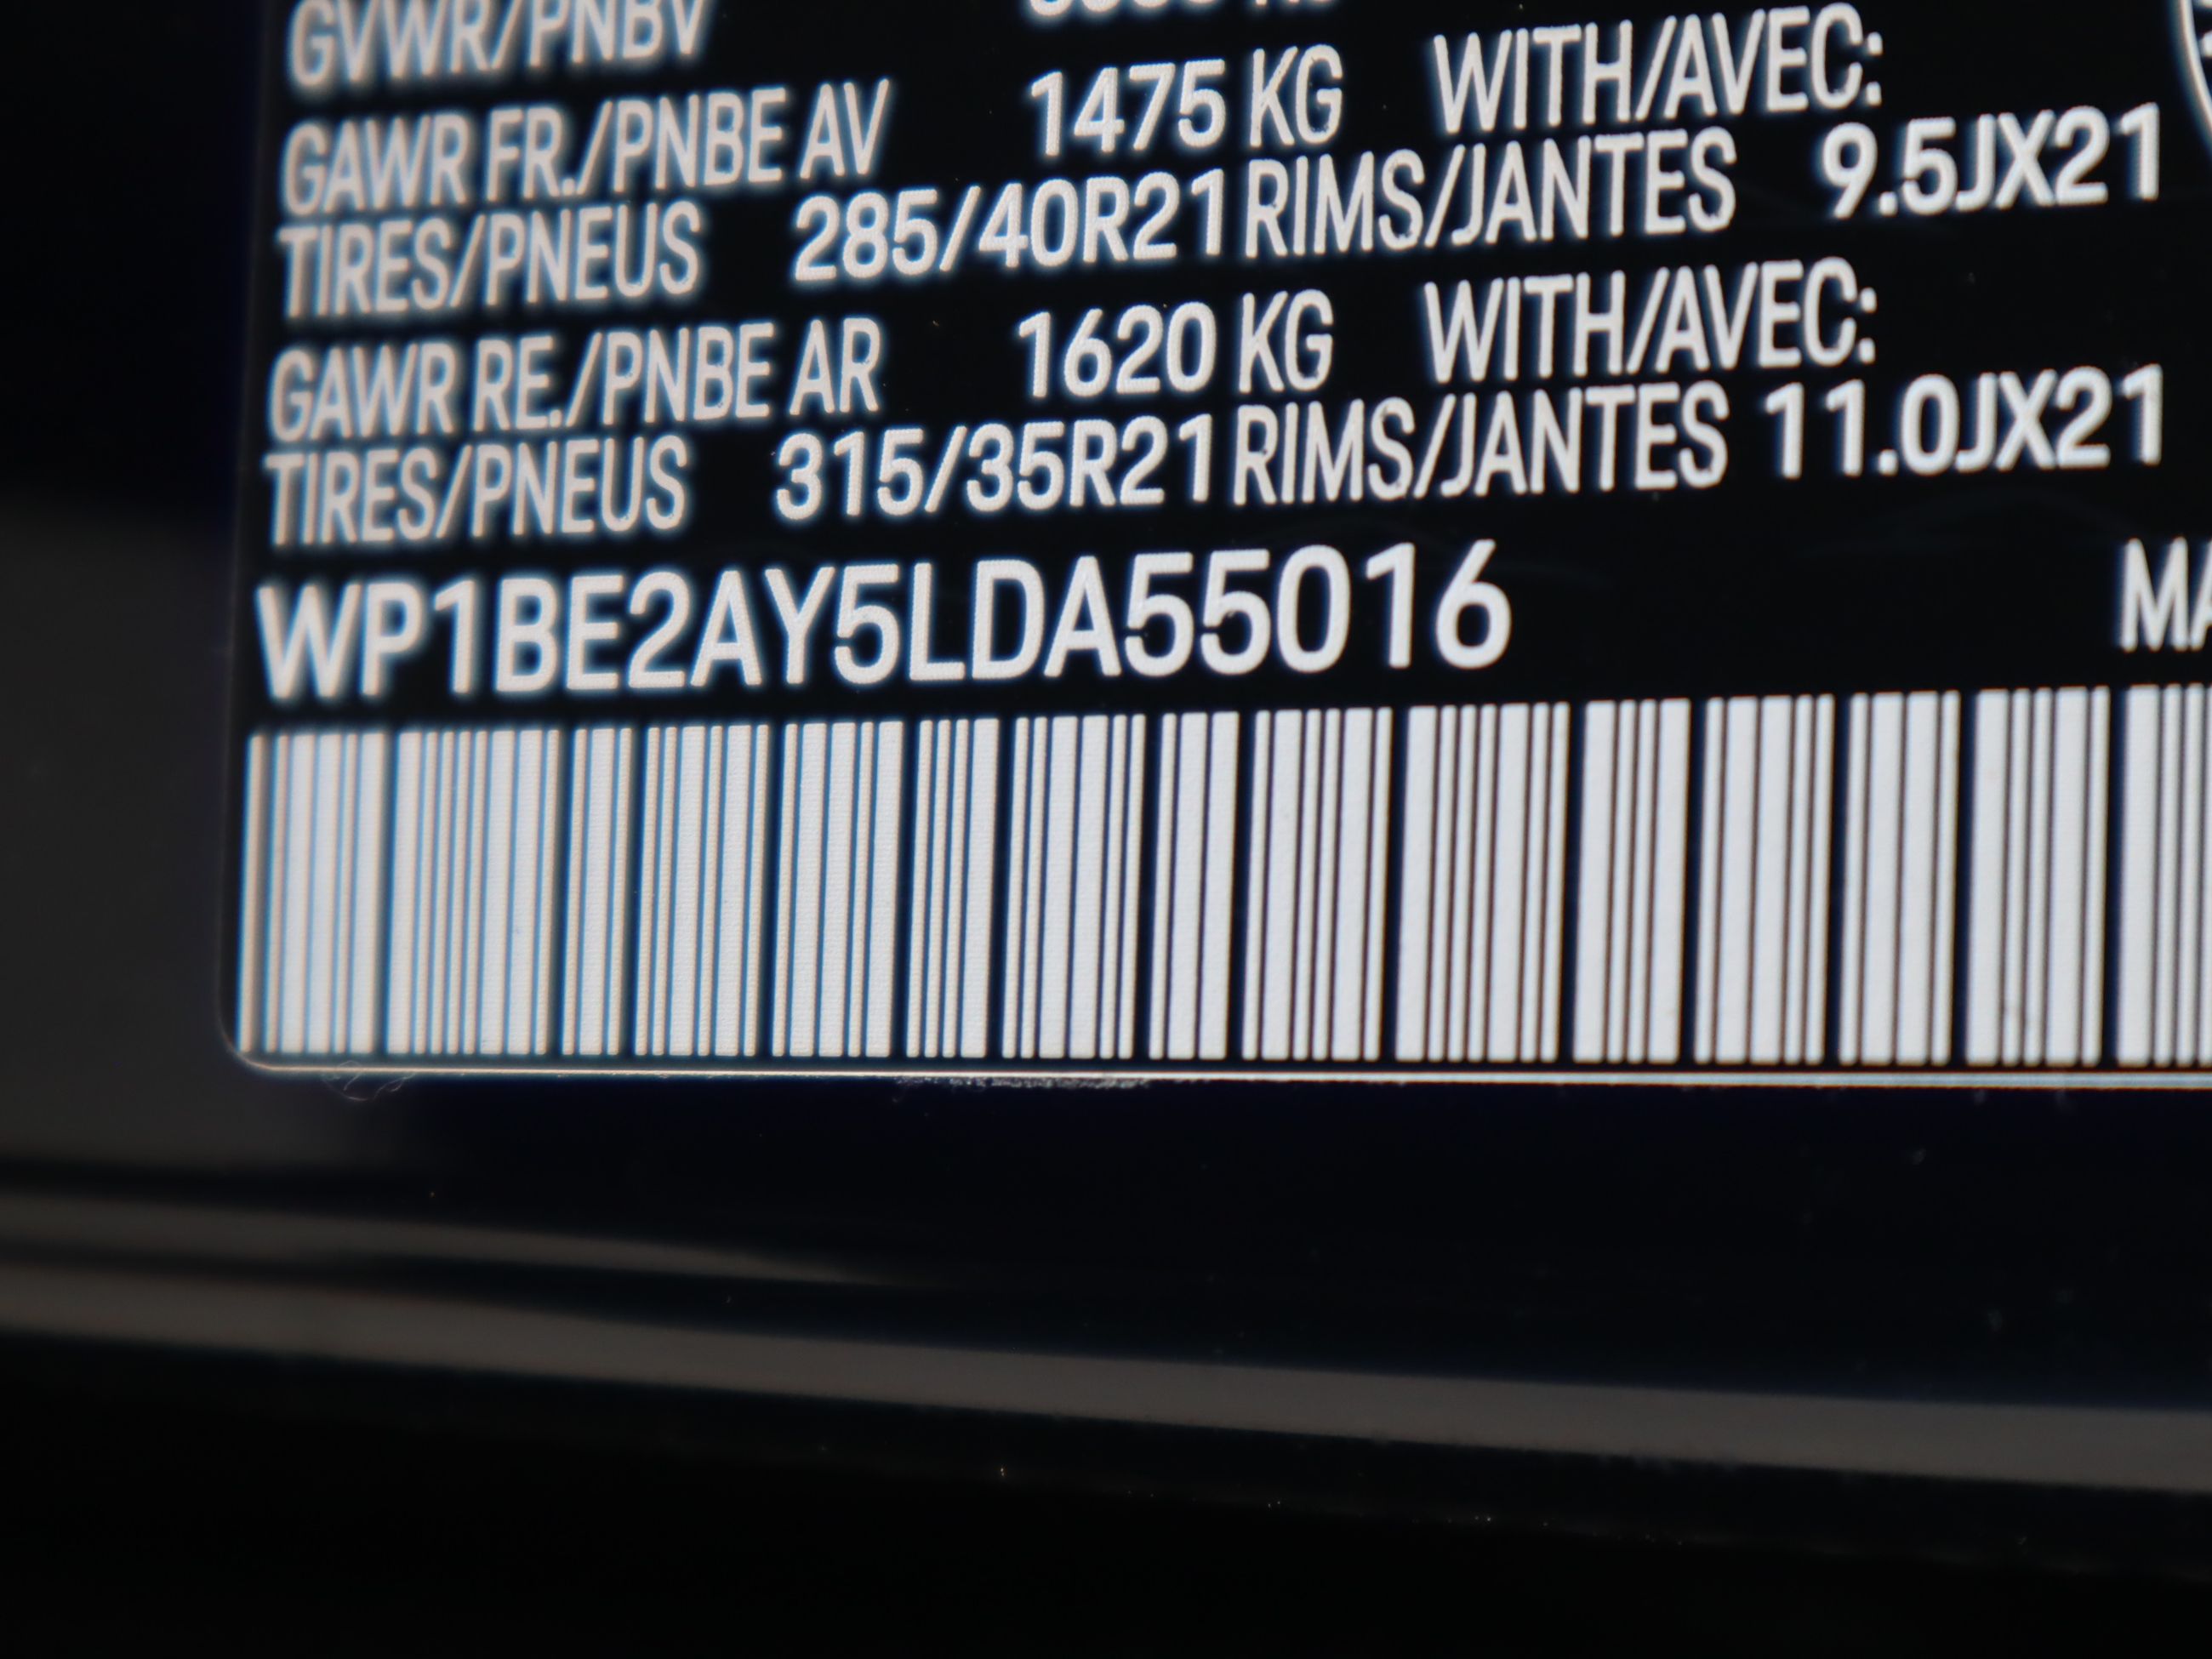 GVWR/PNBV
GAWR FR./PNBE AV 1475 KG WITH/AVEC:
TIRES/PNEUS 285/40R21 RIMS/JANTES 9.5JX21
GAWR RE./PNBE AR 1620 KG WITH/AVEC:
TIRES/PNEUS 315/35R21 RIMS/JANTES 11.0JX21
WP1BE2AY5LDA55016